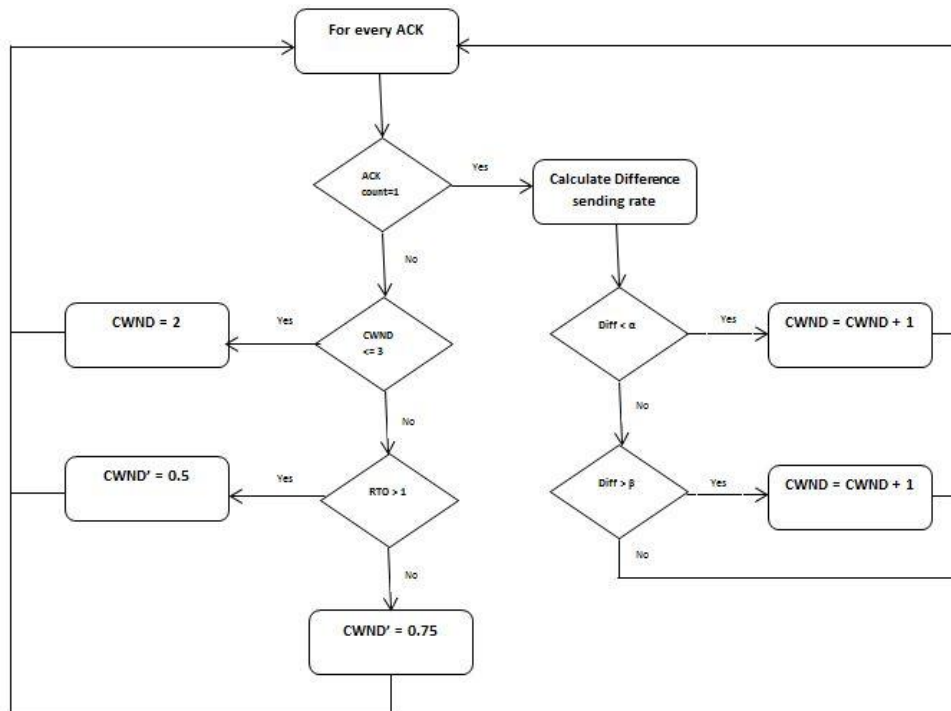 For every ACK
ACK
count=1
Yes
Calculate Difference
sending rate
No
CWND = 2
Yes
CWND
<= 3
Diff < α
Yes
CWND = CWND + 1
No
No
CWND' = 0.5
Yes
RTO > 1
Diff > β
Yes
CWND = CWND + 1
No
No
CWND' = 0.75